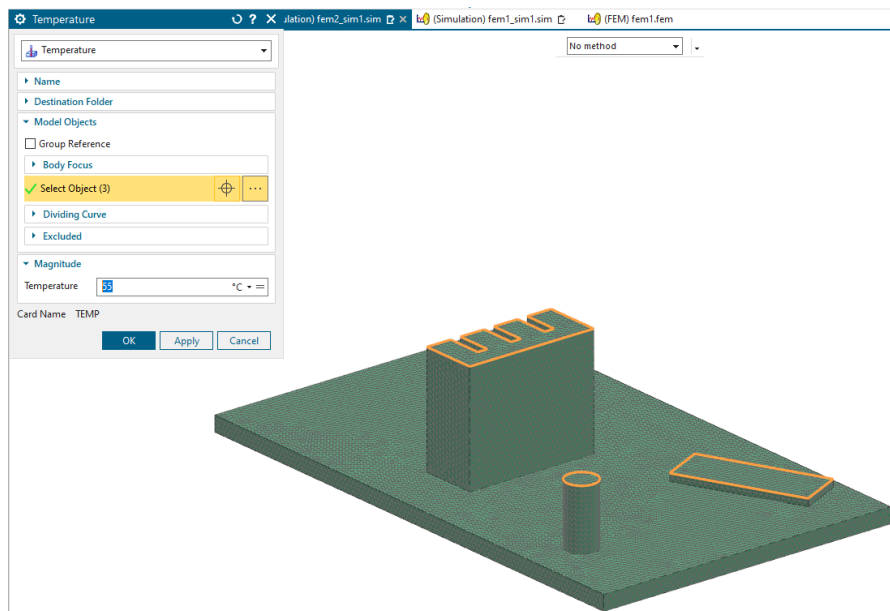 Temperature
ulation) fem2_sim1.sim
(Simulation) fem1_sim1.sim
(FEM) fem1.fem
Temperature
No method
Name
Destination Folder
Model Objects
Group Reference
Body Focus
Select Object (3)
Dividing Curve
Excluded
Magnitude
Temperature 55 °C
Card Name TEMP
OK Apply Cancel